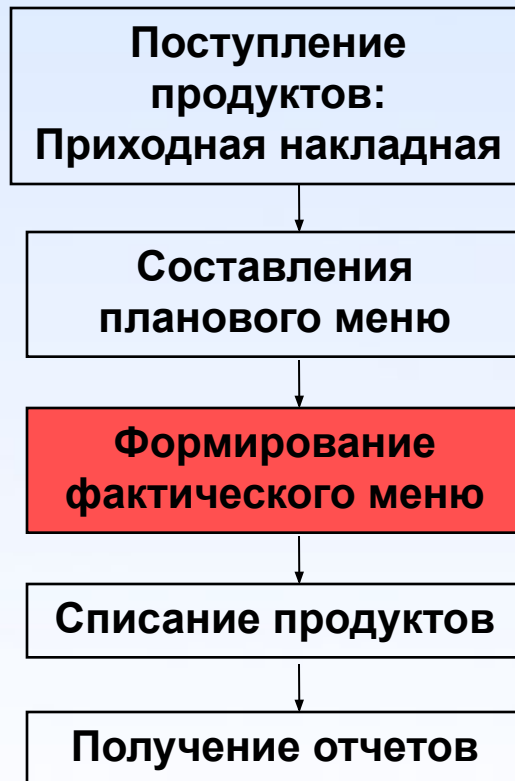 Поступление
продуктов:
Приходная накладная
Составления
планового меню
Формирование
фактического меню
Списание продуктов
Получение отчетов